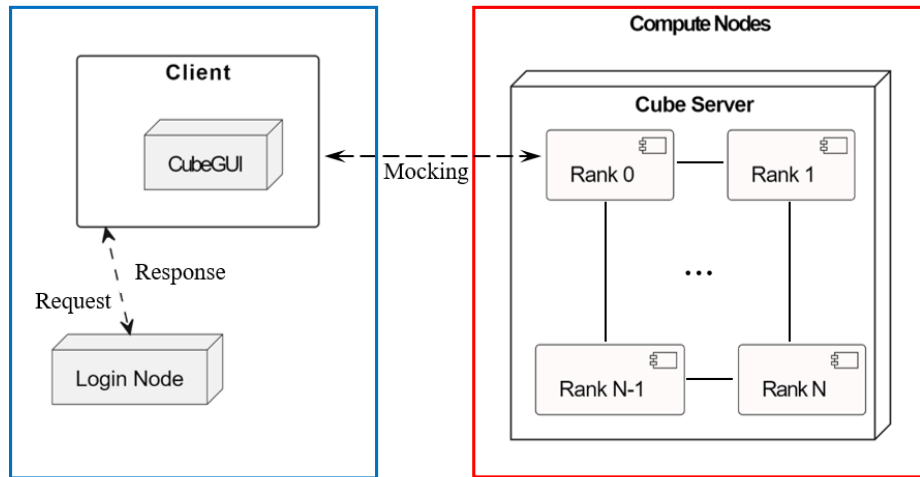 Compute Nodes
Client
CubeGUI
Mocking
Cube Server
Rank 0
Rank 1
...
Response
Request
Login Node
Rank N-1
Rank N